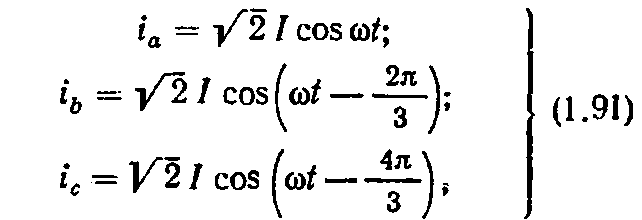 i_a = √2 I cos ωt;
i_b = √2 I cos(ωt — 2π/3);
i_c = √2 I cos(ωt — 4π/3),
(1.91)